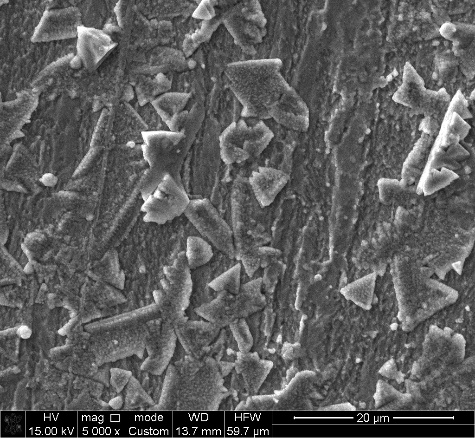 HV mag mode WD HFW 20 μm
15.00 kV 5 000 x Custom 13.7 mm 59.7 μm